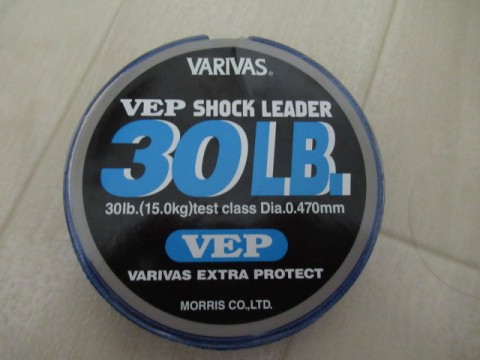 VARIVAS®
VEP SHOCK LEADER
30LB.
30lb.(15.0kg)test class Dia.0.470mm
VEP
VARIVAS EXTRA PROTECT
MORRIS CO.,LTD.